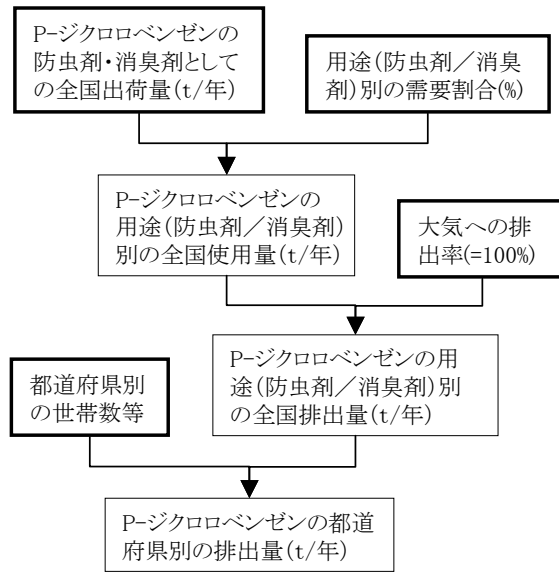 P-ジクロロベンゼンの
防虫剤・消臭剤として
の全国出荷量(t/年)
用途(防虫剤／消臭
剤)別の需要割合(%)
P-ジクロロベンゼンの
用途(防虫剤／消臭剤)
別の全国使用量(t/年)
大気への排
出率(=100%)
P-ジクロロベンゼンの用
途(防虫剤／消臭剤)別
の全国排出量(t/年)
都道府県別
の世帯数等
P-ジクロロベンゼンの都道
府県別の排出量(t/年)